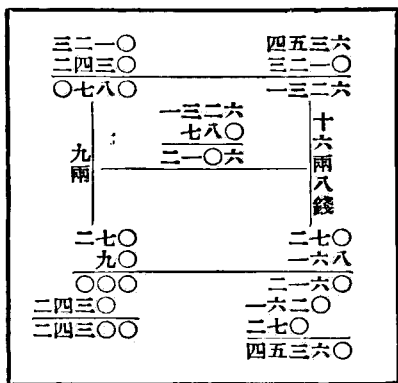 三二一〇
二四三〇
〇七八〇
四五三六
三二一〇
一三二六
一三二六
七八〇
二一〇六
九兩
十六兩八錢
二七〇
九〇
〇〇〇
二四三〇
二四三〇〇
二七〇
一六八
二一六〇
一六二〇
二七〇
四五三六〇